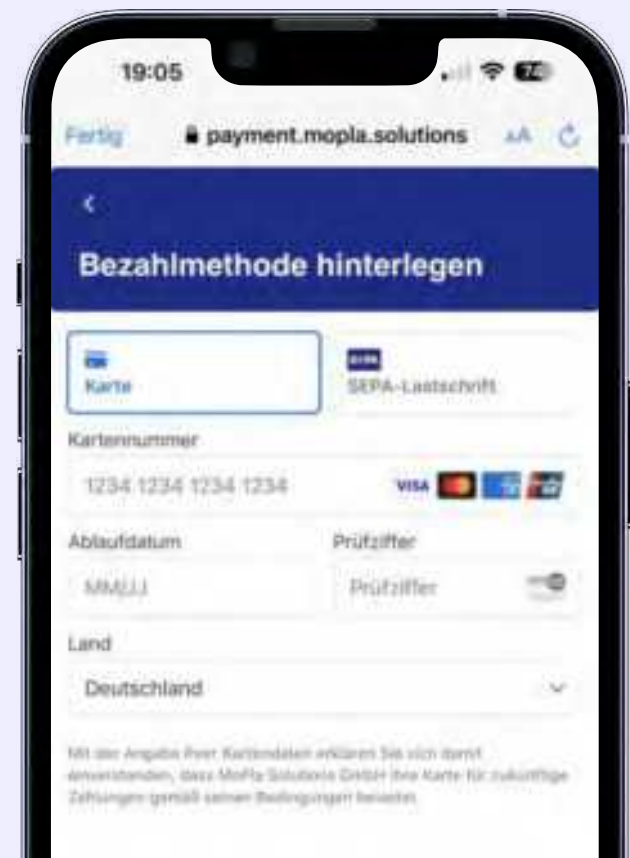 19:05
74
Fertig payment.mopla.solutions AA
Bezahlmethode hinterlegen
Karte
SEPA-Lastschrift
Kartennummer
1234 1234 1234 1234 VISA
Ablaufdatum Prüfziffer
MM/JJ Prüfziffer
Land
Deutschland
Mit der Angabe Ihrer Kartendaten erklären Sie sich damit
einverstanden, dass MoPla Solutions GmbH Ihre Karte für zukünftige
Zahlungen gemäß seinen Bedingungen belastet.